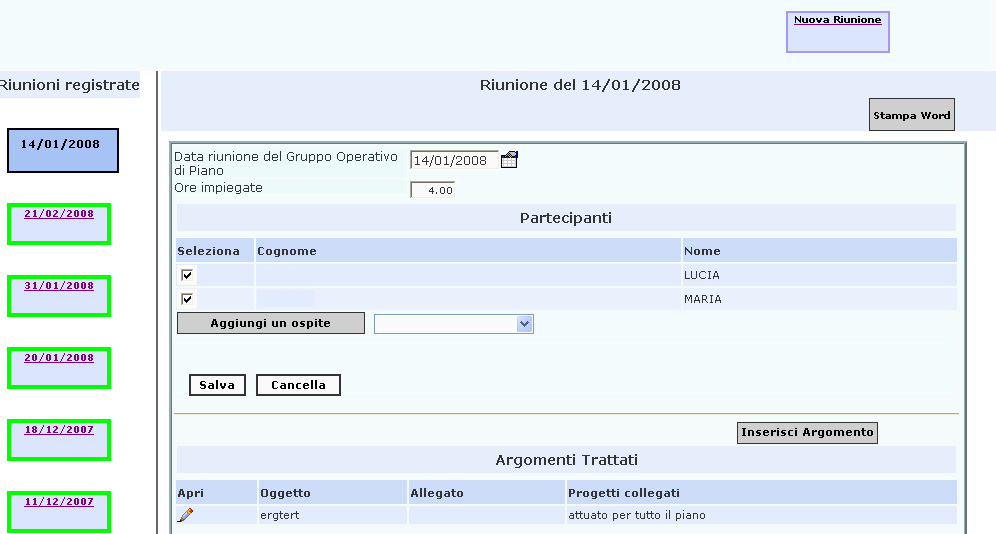 Nuova Riunione
Riunioni registrate
Riunione del 14/01/2008
Stampa Word
14/01/2008
21/02/2008
31/01/2008
20/01/2008
18/12/2007
11/12/2007
Data riunione del Gruppo Operativo
di Piano
14/01/2008
Ore impiegate
4.00
Partecipanti
Seleziona Cognome Nome
LUCIA
MARIA
Aggiungi un ospite
Salva Cancella
Inserisci Argomento
Argomenti Trattati
Apri Oggetto Allegato Progetti collegati
ergtert attuato per tutto il piano